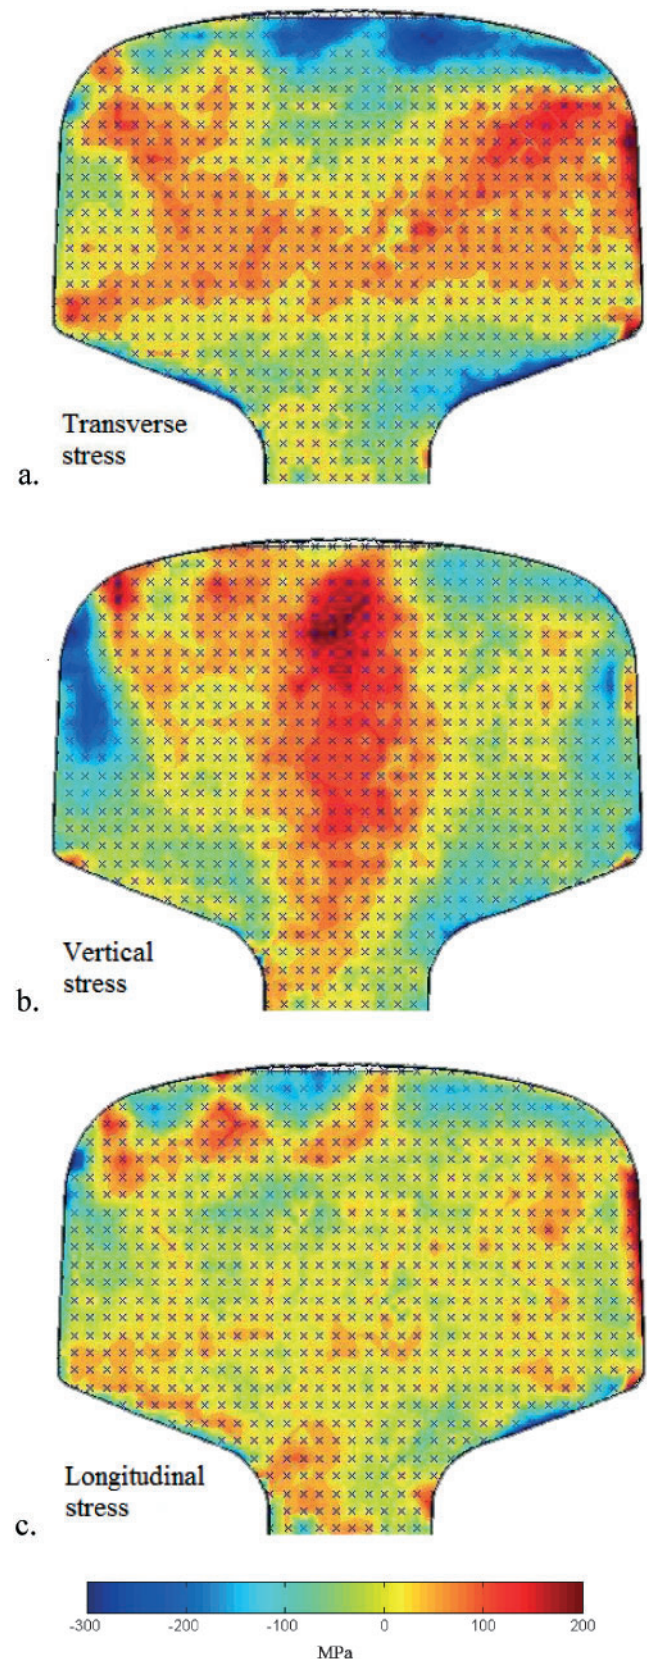 Transverse
stress
a.
Vertical
stress
b.
Longitudinal
stress
c.
-300 -200 -100 0 100 200
MPa